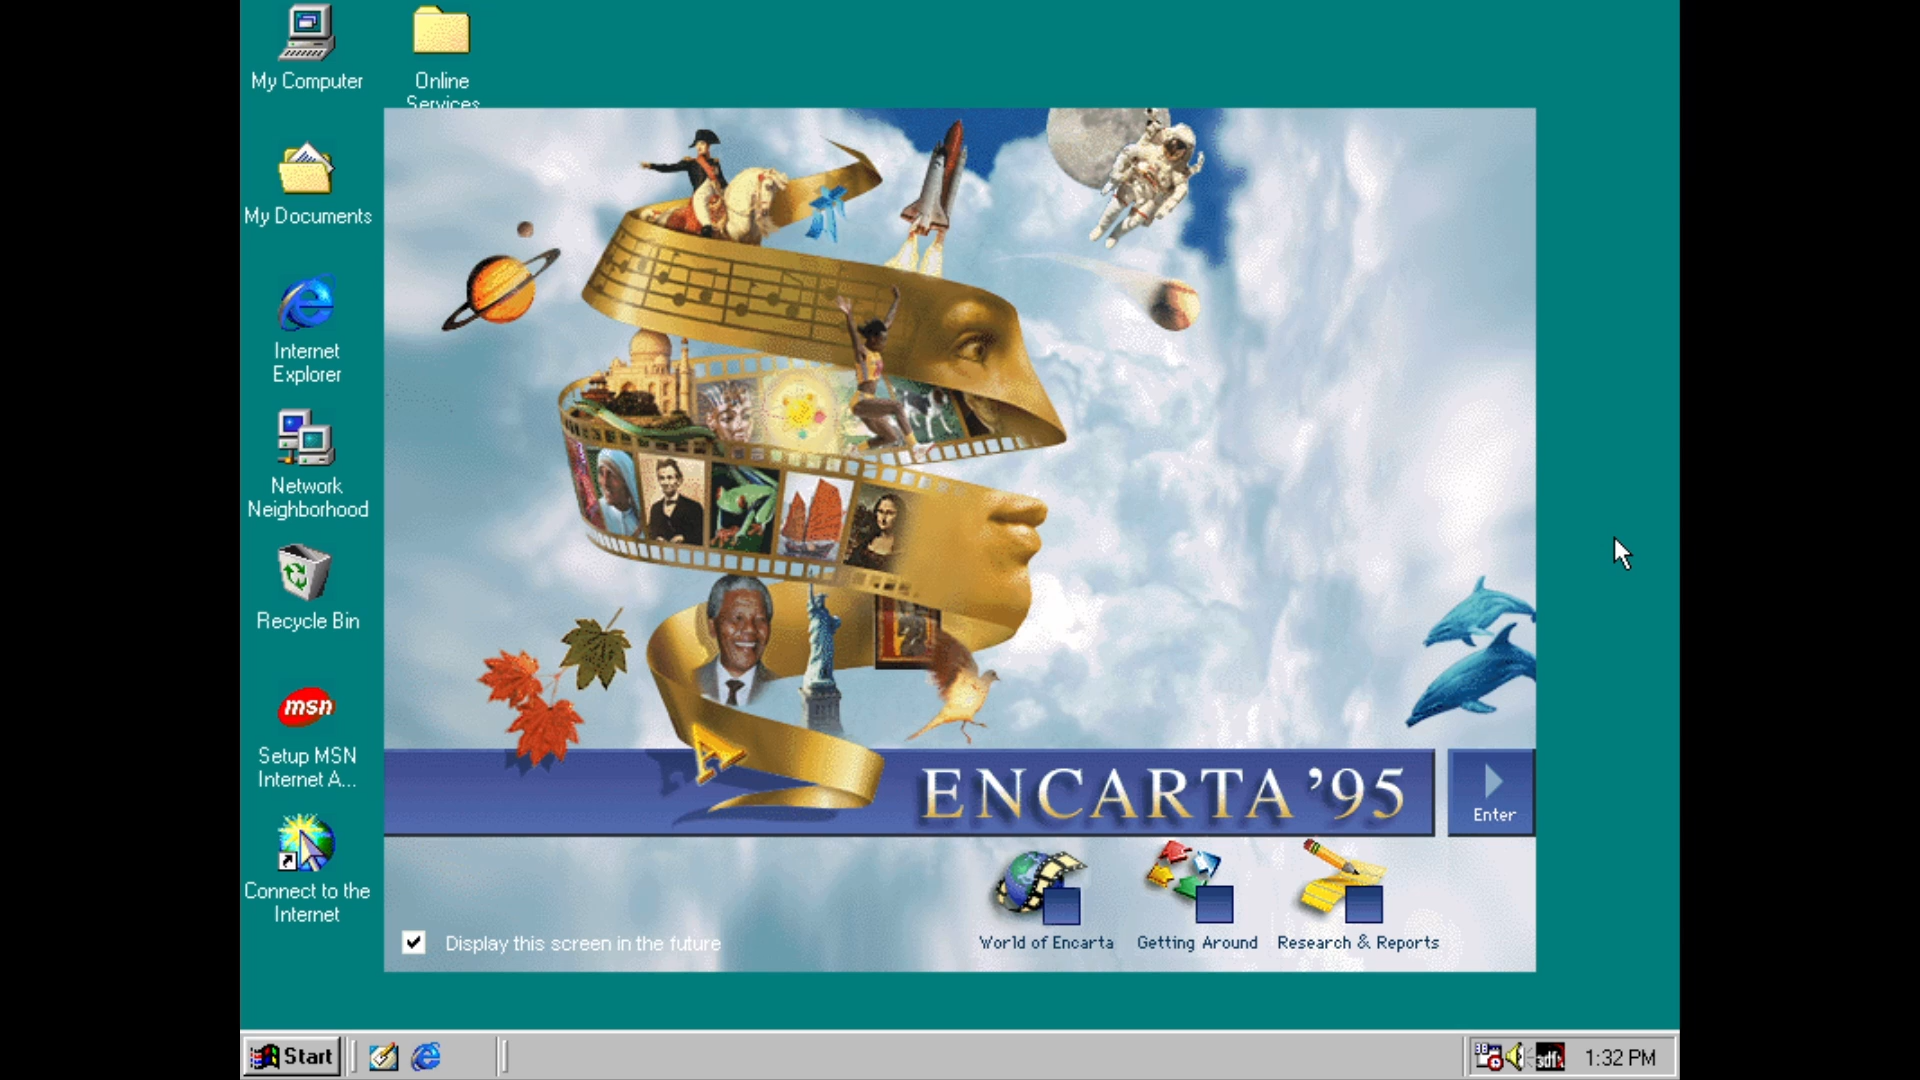 My Computer
Online
Services
My Documents
Internet
Explorer
Network
Neighborhood
Recycle Bin
msn
Setup MSN
Internet A...
Connect to the
Internet
A
ENCARTA '95
Enter
World of Encarta
Getting Around
Research & Reports
Display this screen in the future
Start
1:32 PM